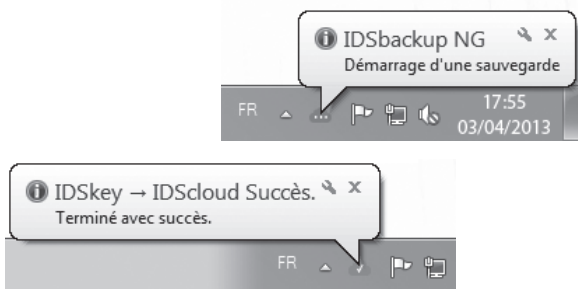 IDSbackup NG
Démarrage d'une sauvegarde
FR
17:55
03/04/2013
IDSkey → IDScloud Succès.
Terminé avec succès.
FR